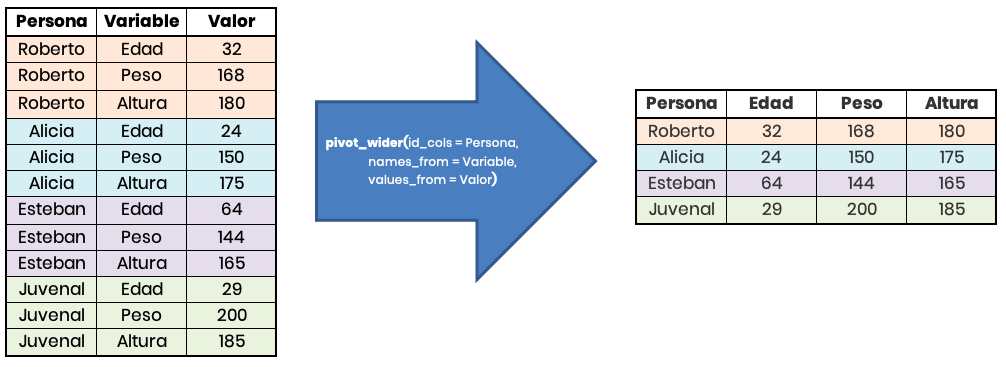 Persona Variable Valor
Roberto Edad 32
Roberto Peso 168
Roberto Altura 180
Alicia Edad 24
Alicia Peso 150
Alicia Altura 175
Esteban Edad 64
Esteban Peso 144
Esteban Altura 165
Juvenal Edad 29
Juvenal Peso 200
Juvenal Altura 185
pivot_wider(id_cols = Persona,
names_from = Variable,
values_from = Valor)
Persona Edad Peso Altura
Roberto 32 168 180
Alicia 24 150 175
Esteban 64 144 165
Juvenal 29 200 185